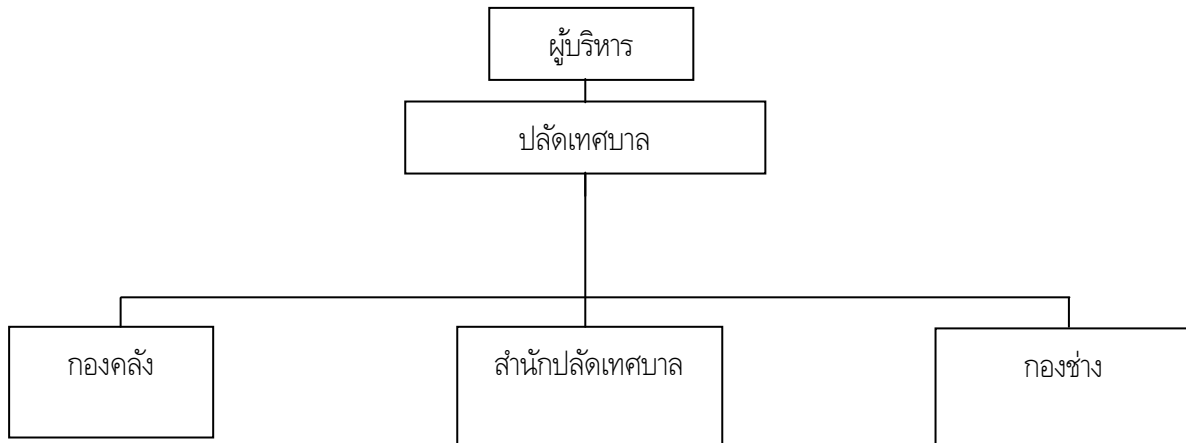 ผู้บริหาร
ปลัดเทศบาล
กองคลัง
สำนักปลัดเทศบาล
กองช่าง